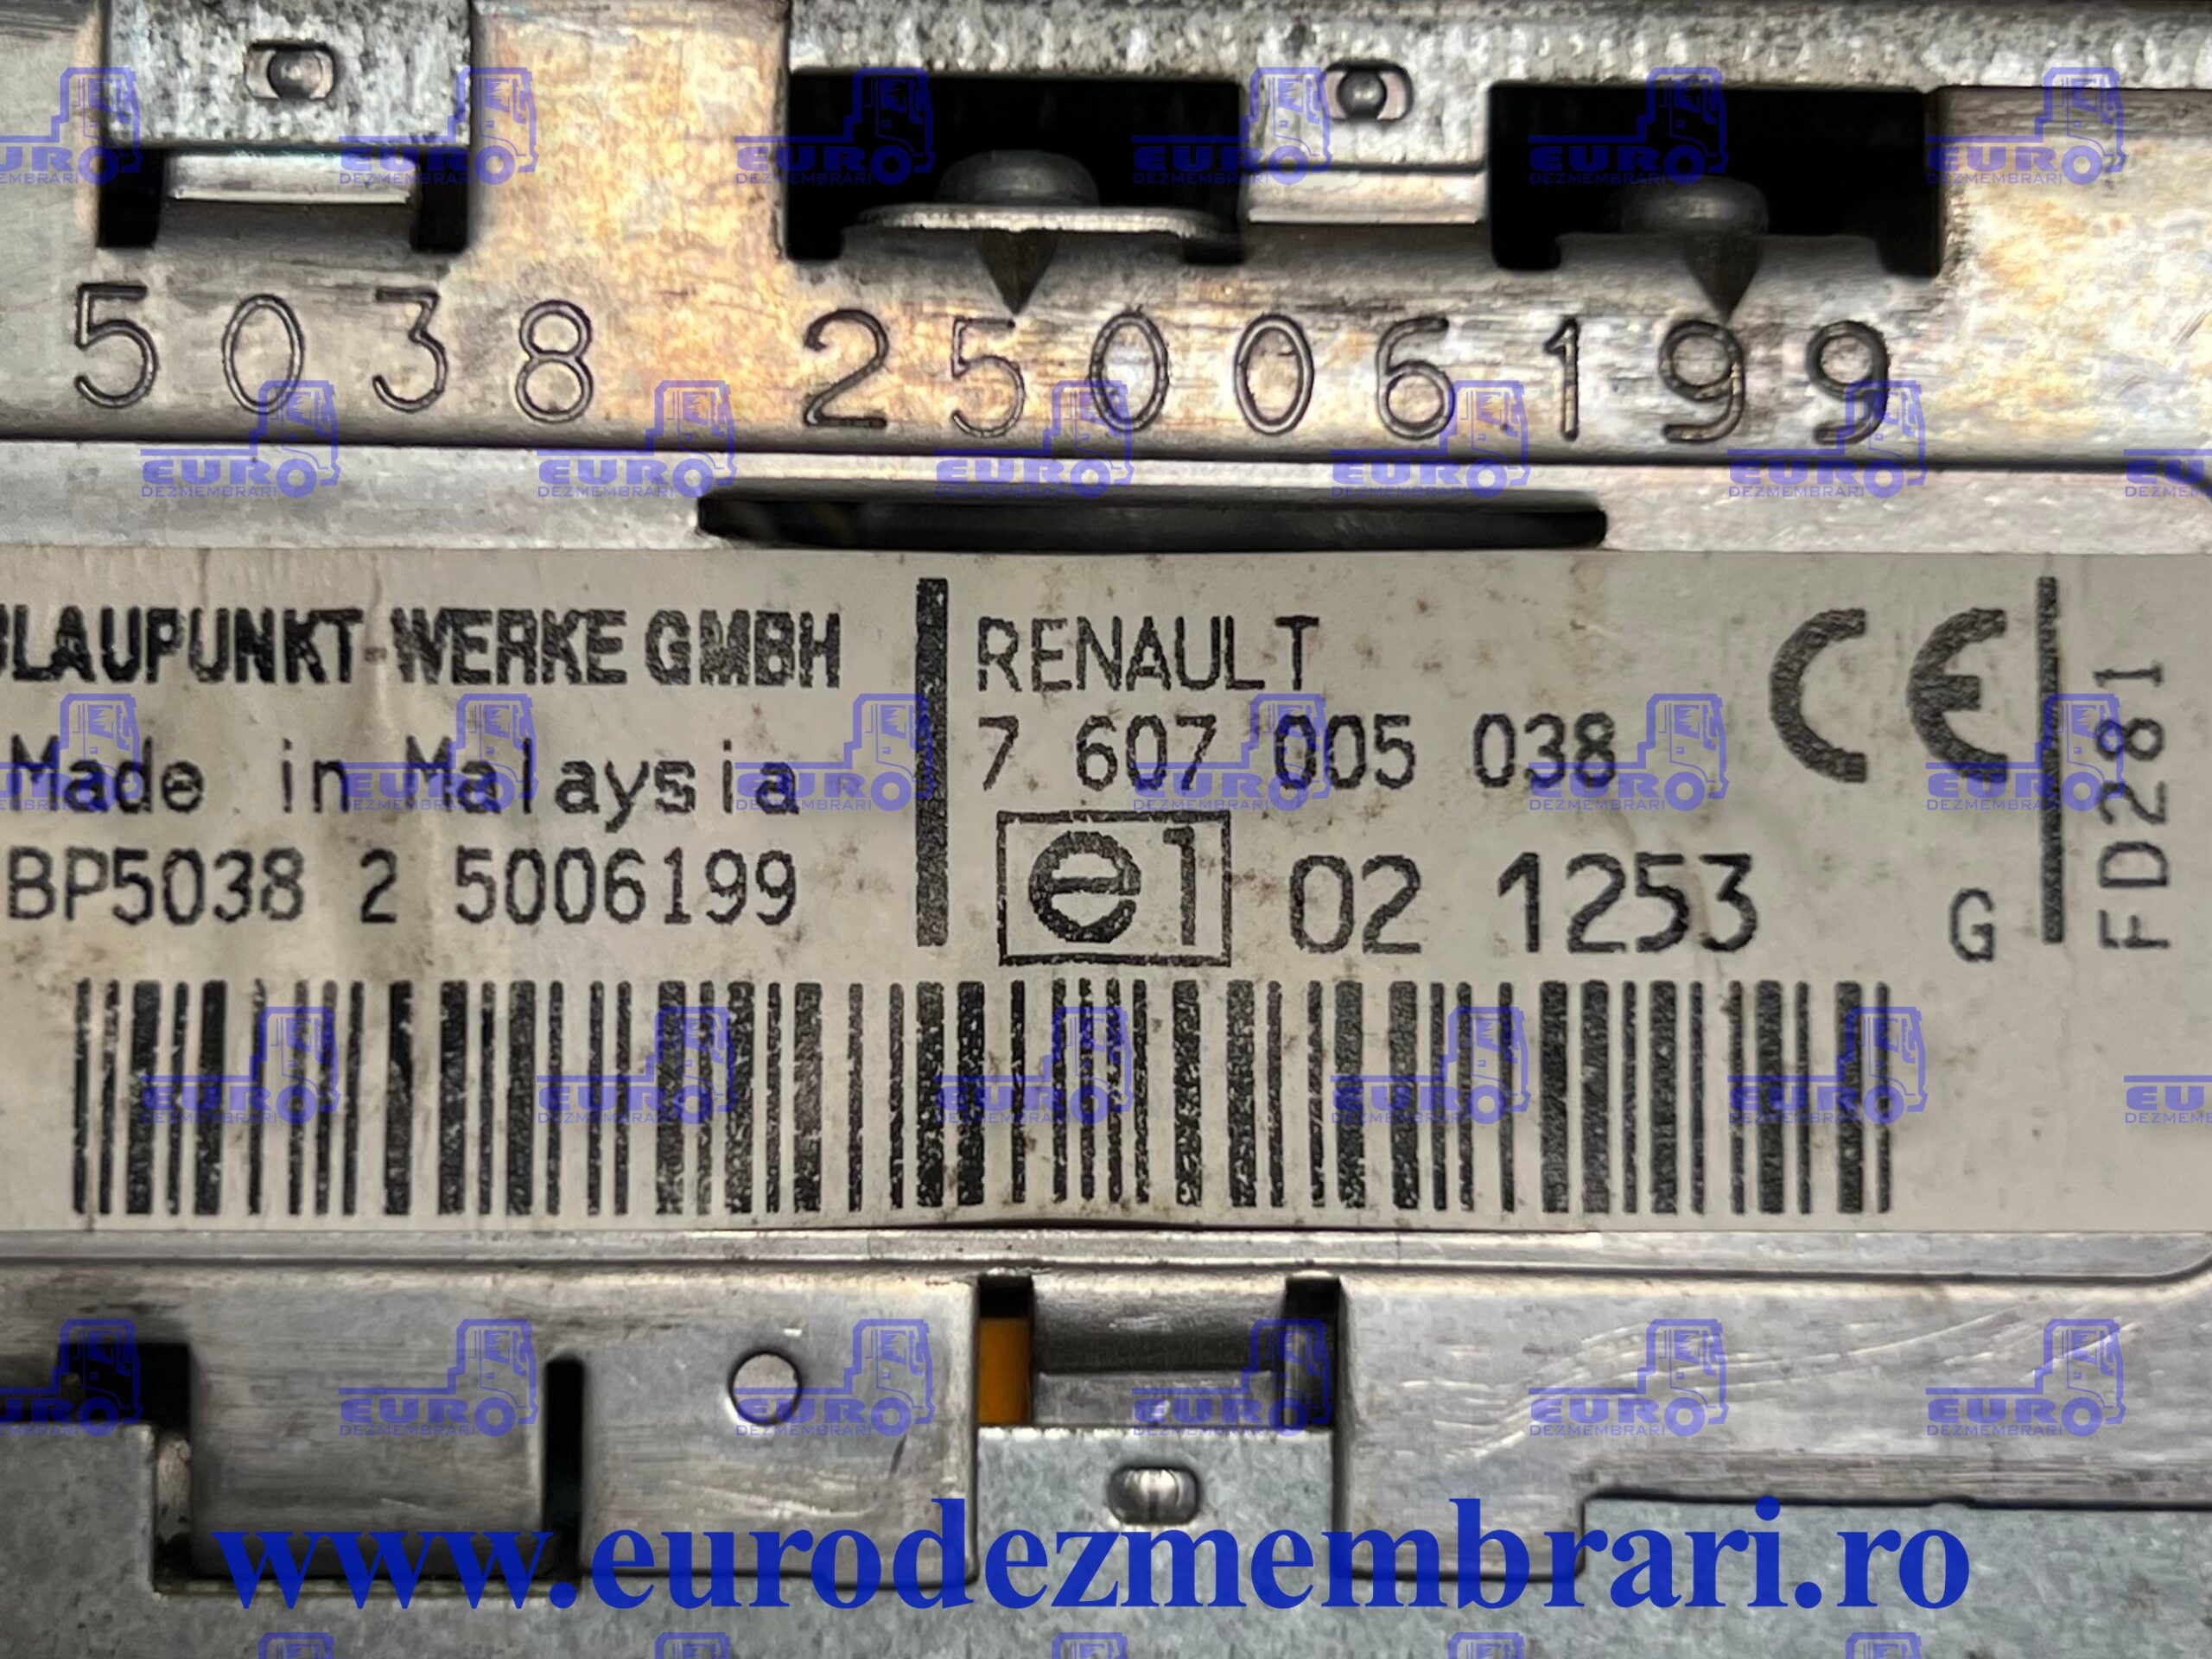 5038 25006199
BLAUPUNKT-WERKE GMBH
RENAULT
CE
FD281
Made in Malaysia
7 607 005 038
BP5038 2 5006199
e1 02 1253 G
EURO
DEZMEMBRARI
www.eurodezmembrari.ro